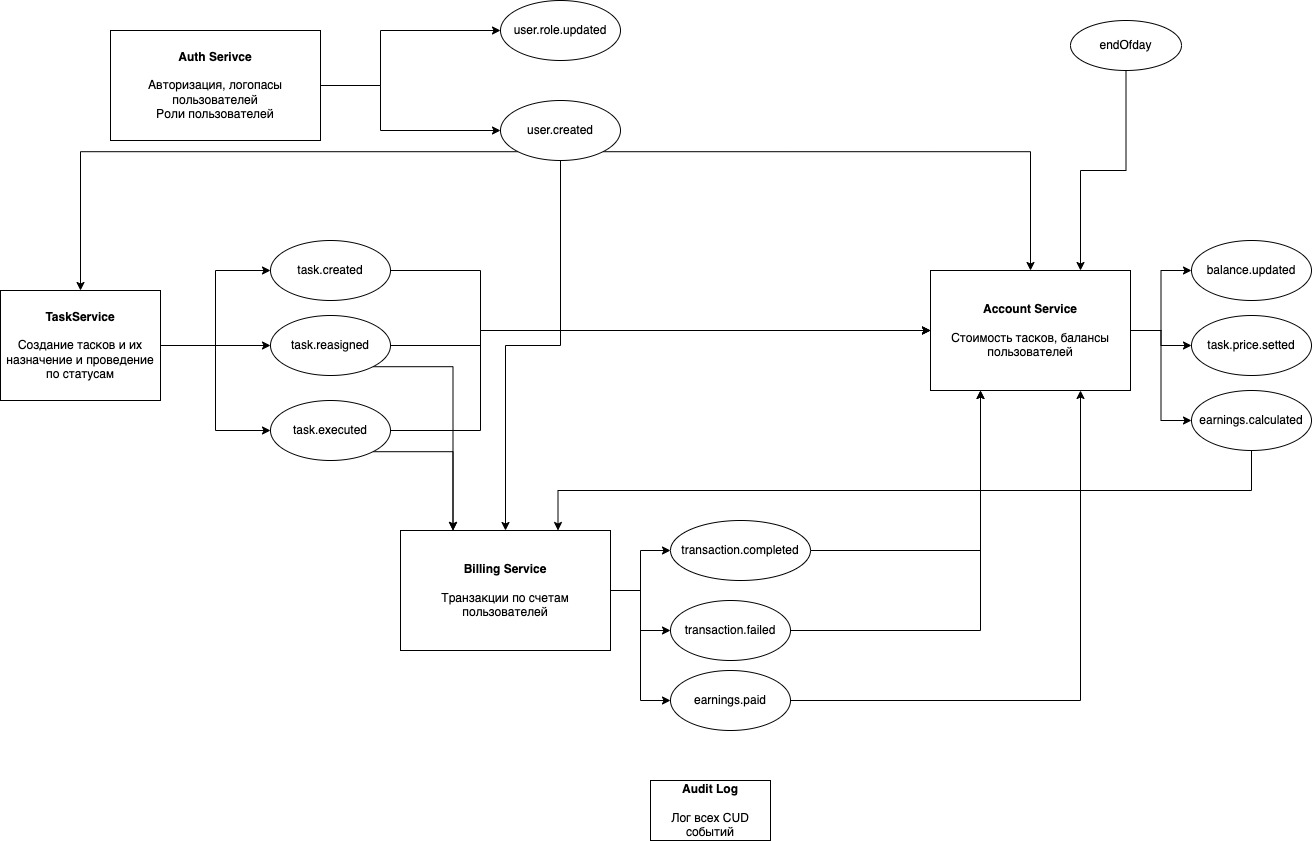 user.role.updated
endOfday
Auth Serivce
Авторизация, логопасы
пользователей
Роли пользователей
user.created
task.created
TaskService
Создание тасков и их
назначение и проведение
по статусам
task.reasigned
task.executed
Account Service
Стоимость тасков, балансы
пользователей
balance.updated
task.price.setted
earnings.calculated
Billing Service
Транзакции по счетам
пользователей
transaction.completed
transaction.failed
earnings.paid
Audit Log
Лог всех CUD
событий